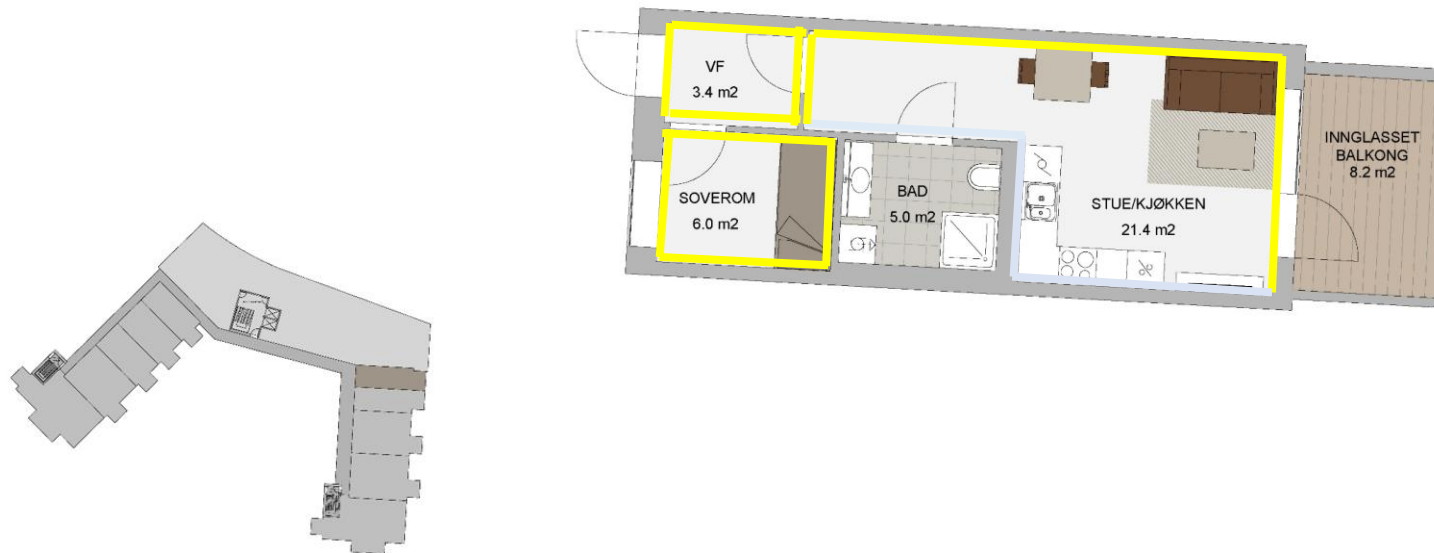 VF
3.4 m2
SOVEROM
6.0 m2
BAD
5.0 m2
STUE/KJØKKEN
21.4 m2
INNGLASSET
BALKONG
8.2 m2